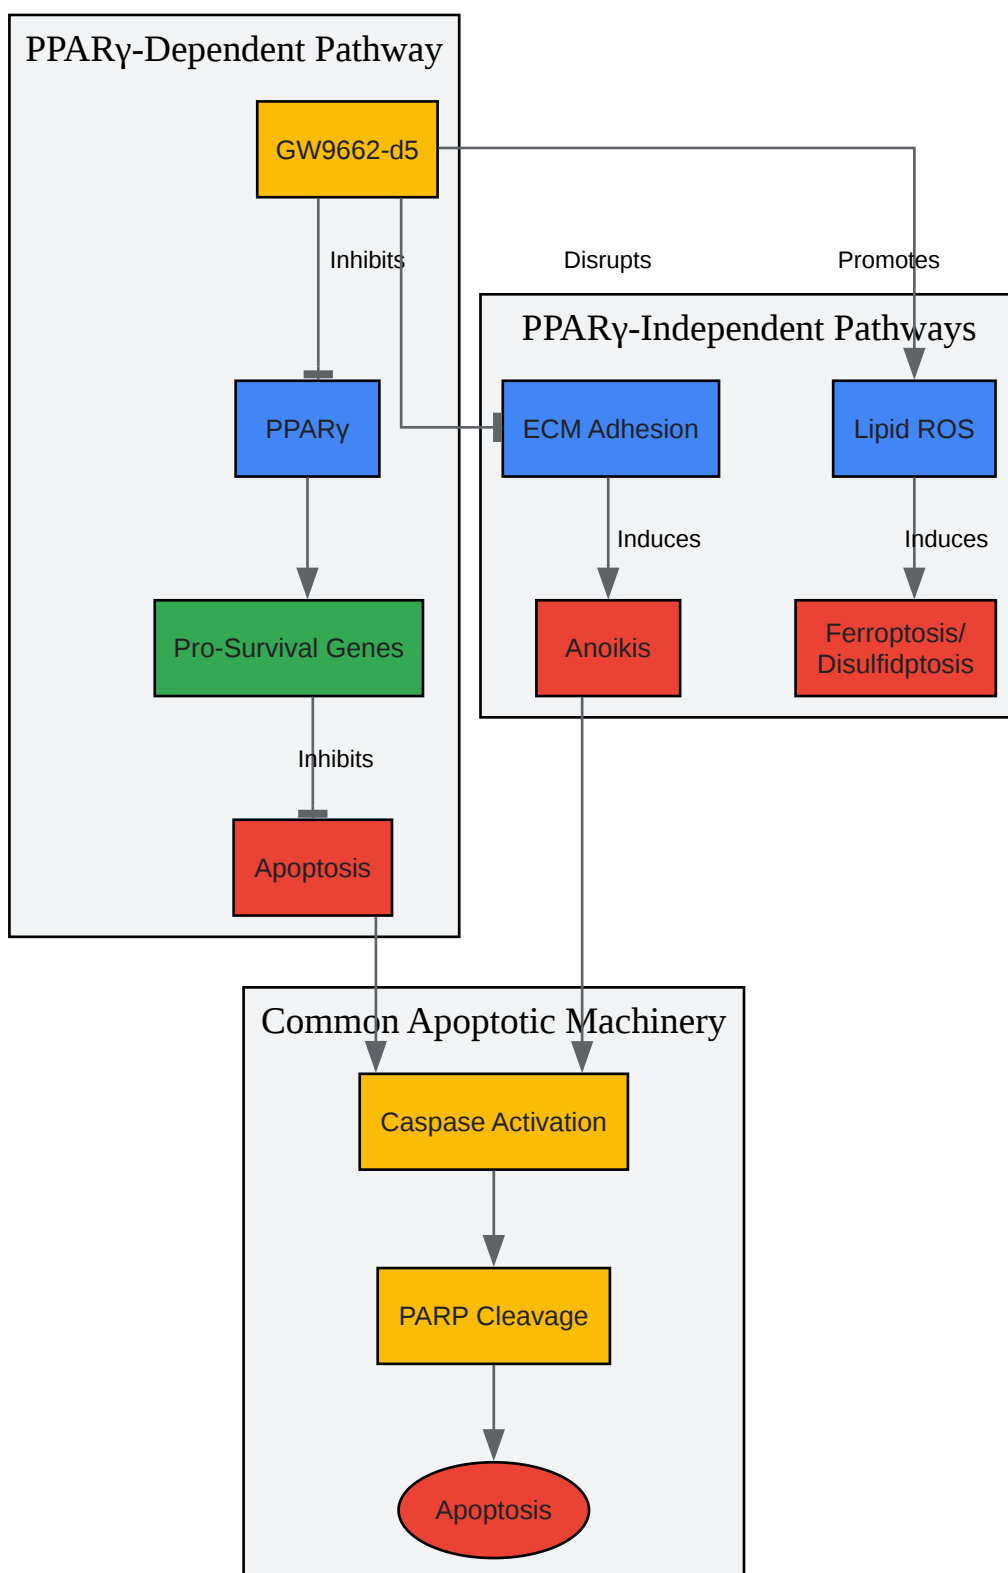 PPARγ-Dependent Pathway
GW9662-d5
Inhibits
Disrupts
Promotes
PPARγ-Independent Pathways
PPARγ
ECM Adhesion
Lipid ROS
Induces
Induces
Pro-Survival Genes
Anoikis
Ferroptosis/
Disulfidptosis
Inhibits
Apoptosis
Common Apoptotic Machinery
Caspase Activation
PARP Cleavage
Apoptosis